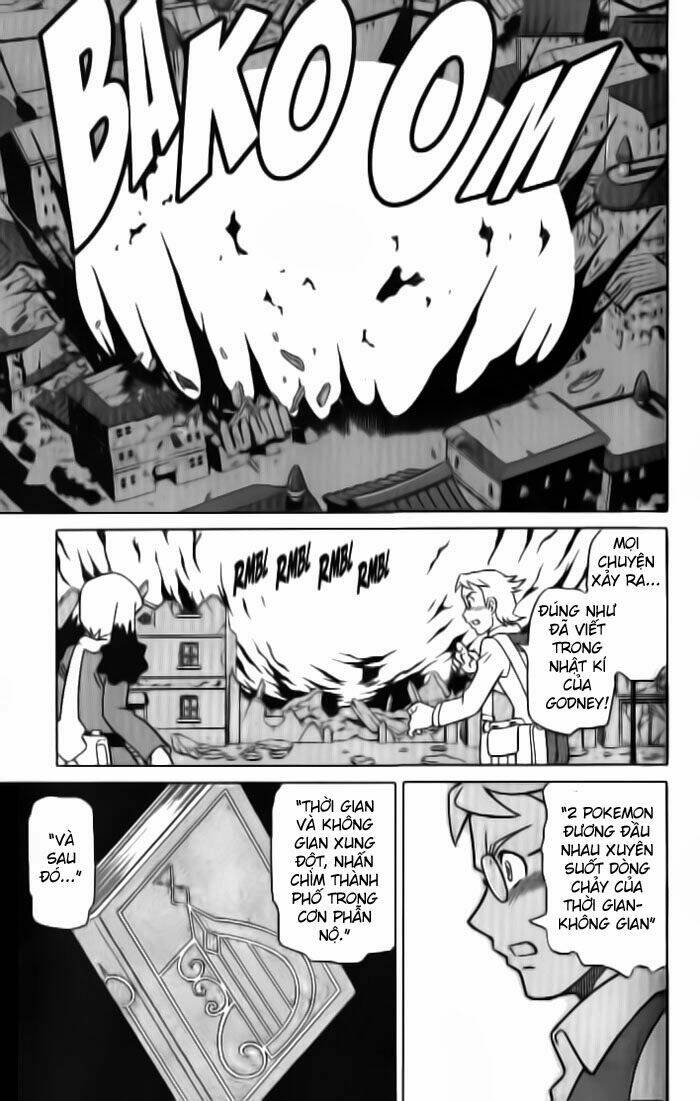 BAKOOOM
RMBL
RMBL
RMBL
RMBL
MỌI
CHUYỆN
XẢY RA...
ĐÚNG NHƯ
ĐÃ VIẾT
TRONG
NHẬT KÍ
CỦA
GODNEY!
"2 POKEMON
ĐƯƠNG ĐẦU
NHAU XUYÊN
SUỐT DÒNG
CHẢY CỦA
THỜI GIAN-
KHÔNG GIAN"
"THỜI GIAN
VÀ KHÔNG
GIAN XUNG
ĐỘT, NHẤN
CHÌM THÀNH
PHỐ TRONG
CƠN PHẪN
NỘ."
"VÀ
SAU
ĐÓ..."